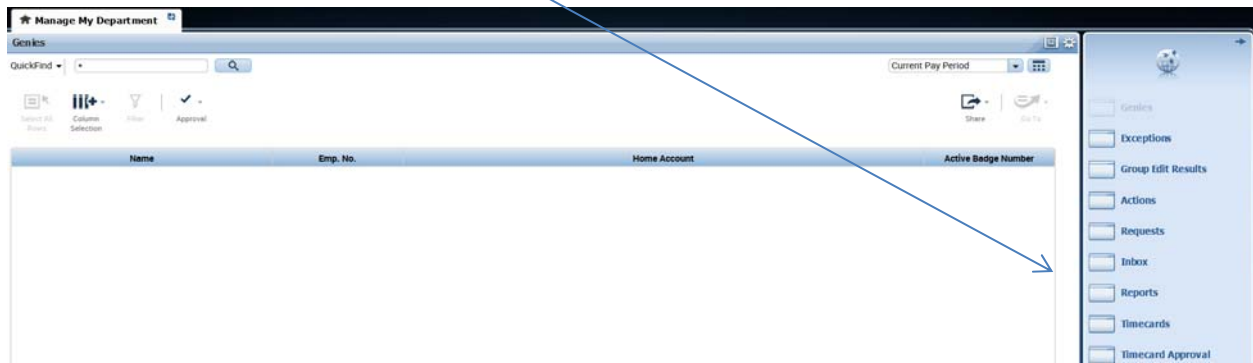 Manage My Department
Genies
QuickFind
*
Current Pay Period
Select All Rows
Column Selection
Filter
Approval
Share
Go To
Name Emp. No. Home Account Active Badge Number
Genies
Exceptions
Group Edit Results
Actions
Requests
Inbox
Reports
Timecards
Timecard Approval